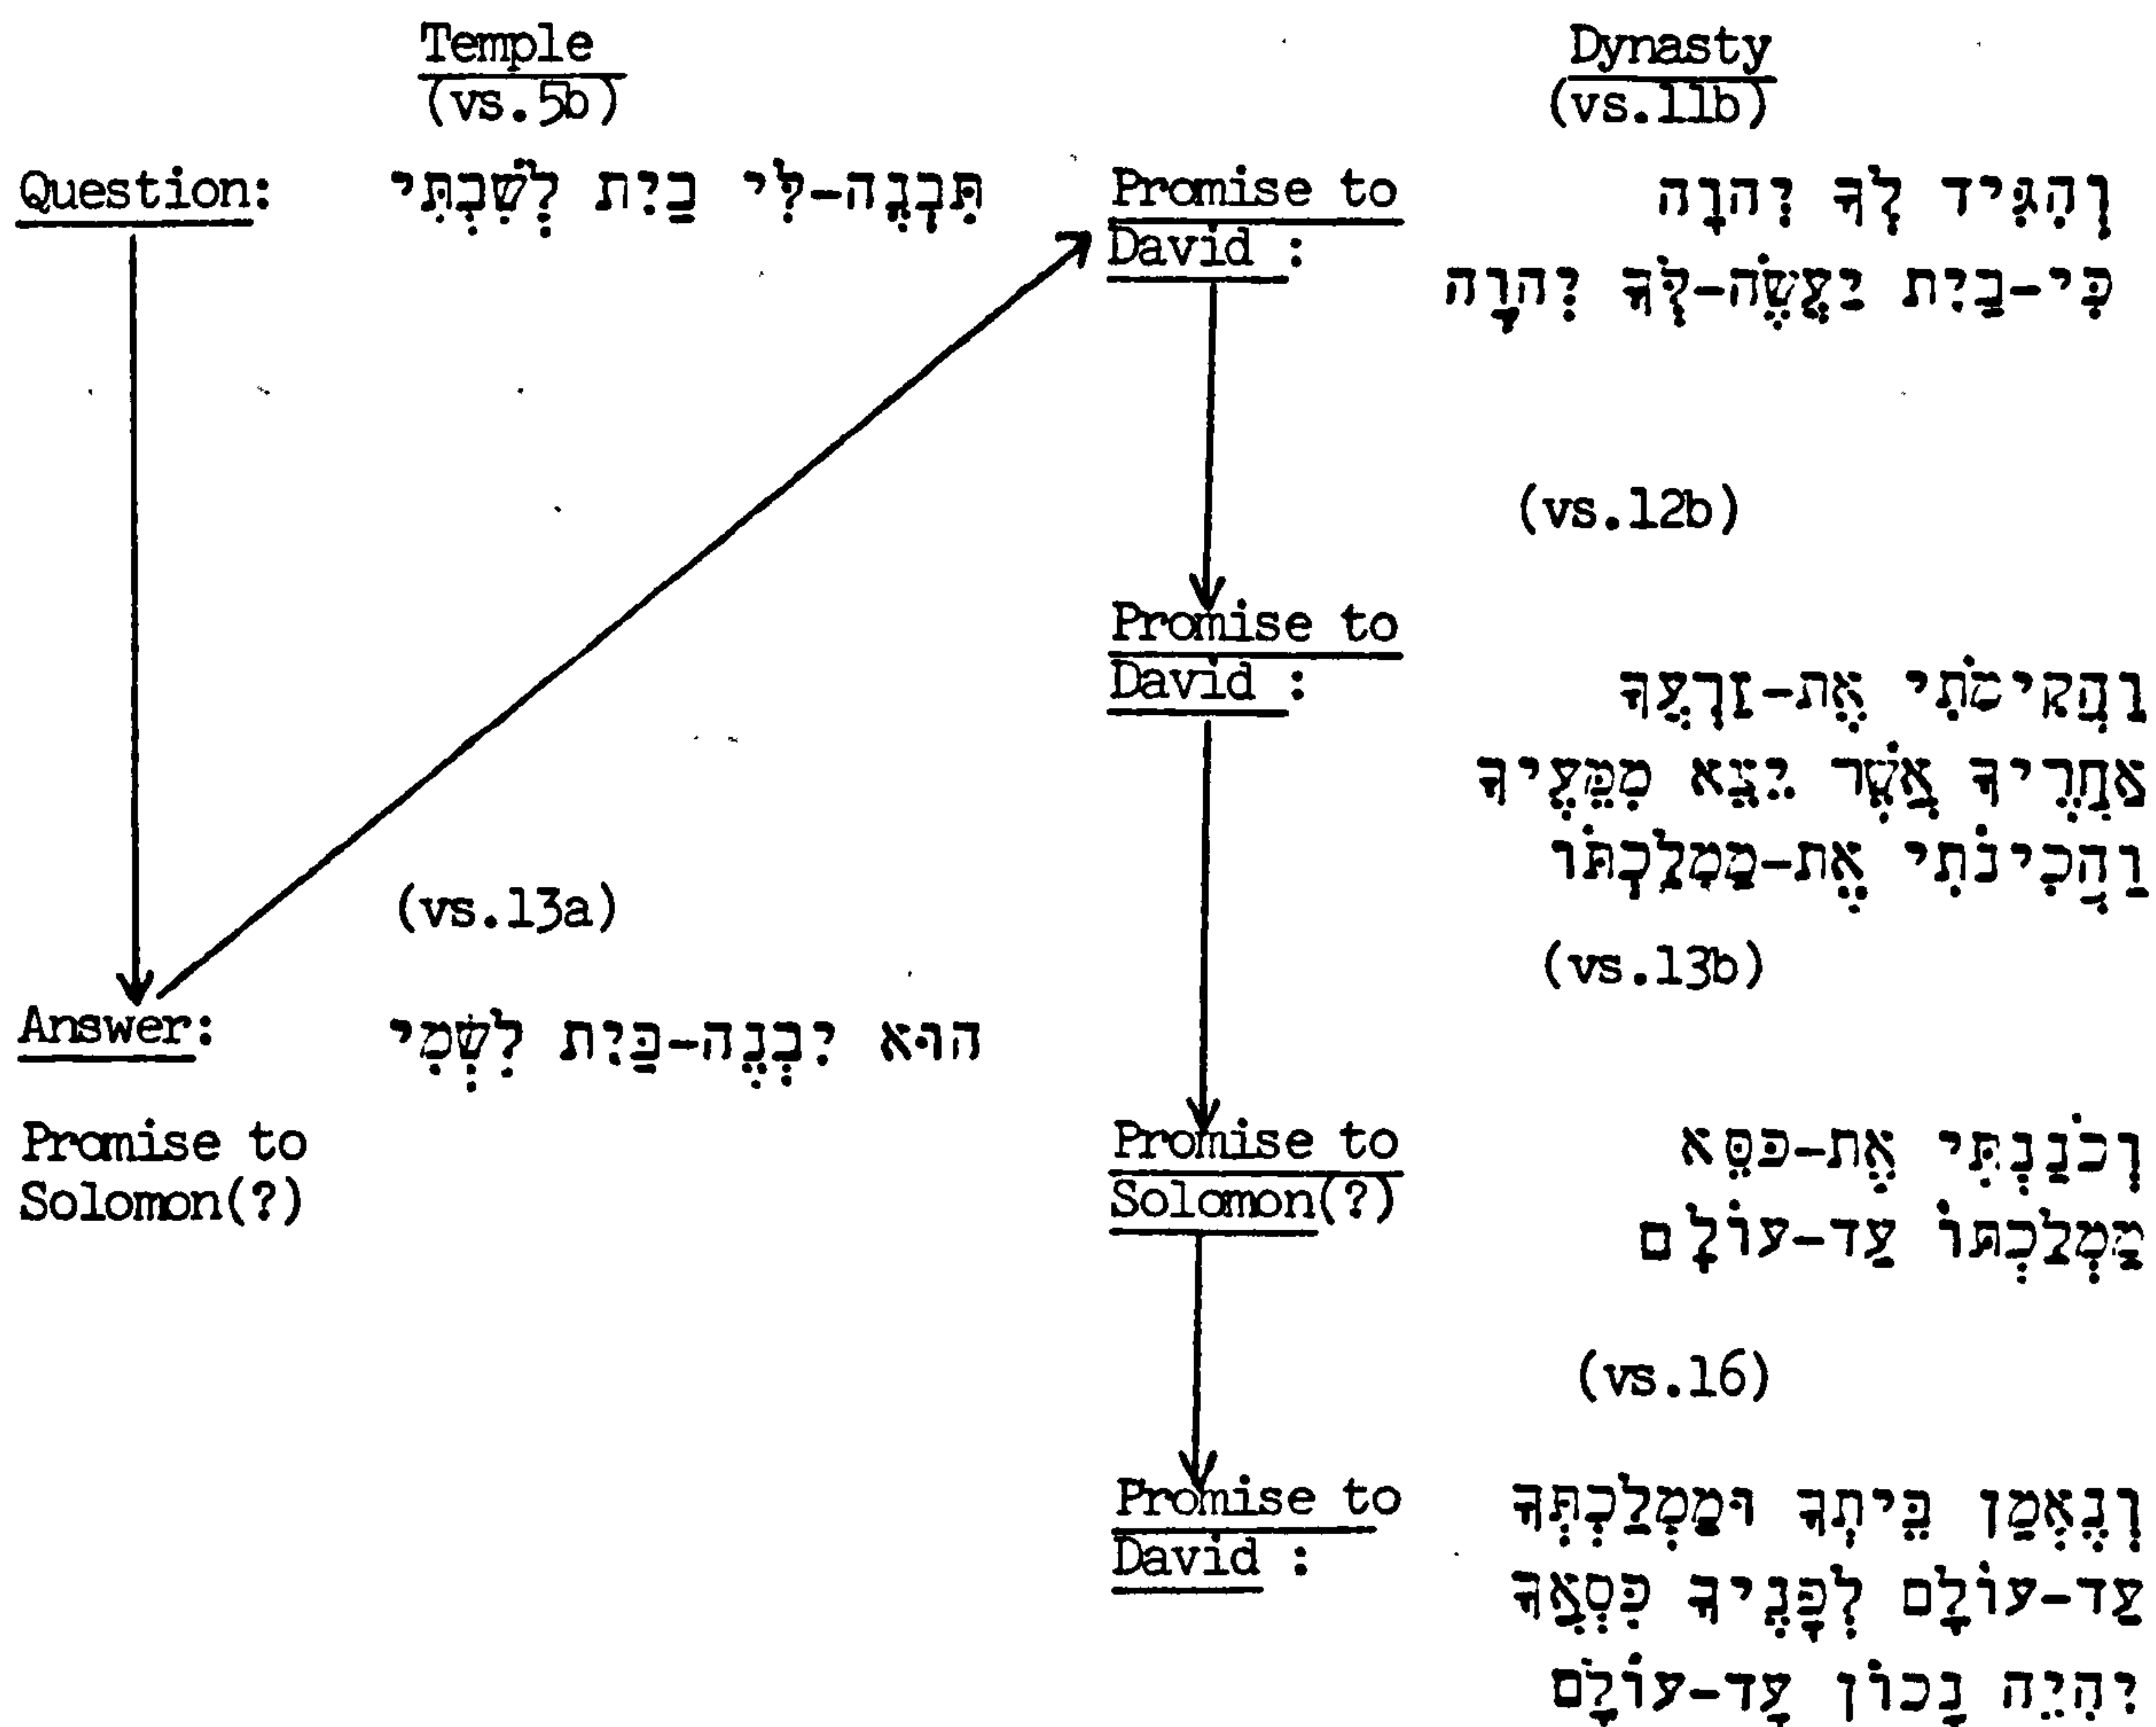 Temple
(vs.5b)
Question:
תִּבְנֶה-לִּי בַיִת לְשִׁבְתִּי
(vs.13a)
Answer:
הוּא יִבְנֶה-בַּיִת לִשְׁמִי
Promise to
Solomon(?)
Dynasty
(vs.11b)
Promise to
David :
וְהִגִּיד לְךָ יְהוָה
כִּי-בַיִת יַעֲשֶׂה-לְּךָ יְהוָה
(vs.12b)
Promise to
David :
וַהֲקִימֹתִי אֶת-זַרְעֲךָ
אַחֲרֶיךָ אֲשֶׁר יֵצֵא מִמֵּעֶיךָ
וַהֲכִינֹתִי אֶת-מַמְלַכְתּוֹ
(vs.13b)
Promise to
Solomon(?)
וְכֹנַנְתִּי אֶת-כִּסֵּא
מַמְלַכְתּוֹ עַד-עוֹלָם
(vs.16)
Promise to
David :
וְנֶאְמַן בֵּיתְךָ וּמַמְלַכְתְּךָ
עַד-עוֹלָם לְפָנֶיךָ כִּסְאֲךָ
יִהְיֶה נָכוֹן עַד-עוֹלָם